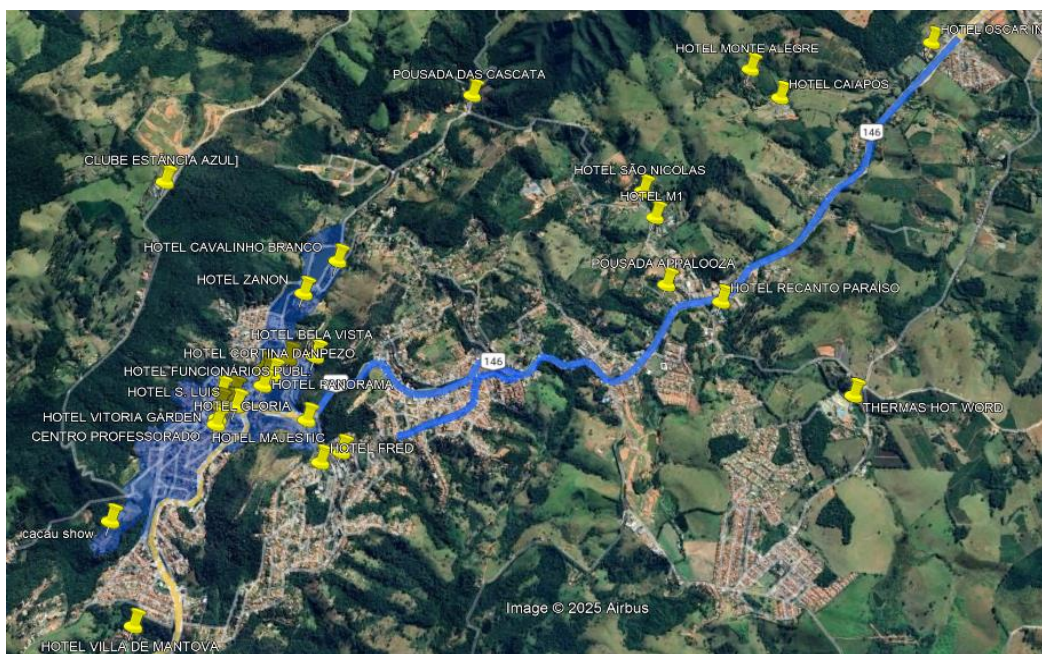 HOTEL OSCAR IN
HOTEL MONTE ALEGRE
POUSADA DAS CASCATA
HOTEL CAIAPÓS
146
CLUBE ESTÂNCIA AZUL]
HOTEL SÃO NICOLAS
HOTEL M1
HOTEL CAVALINHO BRANCO
POUSADA APPALOOZA
HOTEL ZANON
HOTEL RECANTO PARAÍSO
HOTEL BELA VISTA
HOTEL CORTINA DANPEZO
146
HOTEL FUNCIONÁRIOS PÚBL.
HOTEL PANORAMA
HOTEL S. LUIS
HOTEL GLORIA
THERMAS HOT WORD
HOTEL VITORIA GARDEN
CENTRO PROFESSORADO
HOTEL MAJESTIC
HOTEL FRED
cacau show
Image © 2025 Airbus
HOTEL VILLA DE MANTOVA